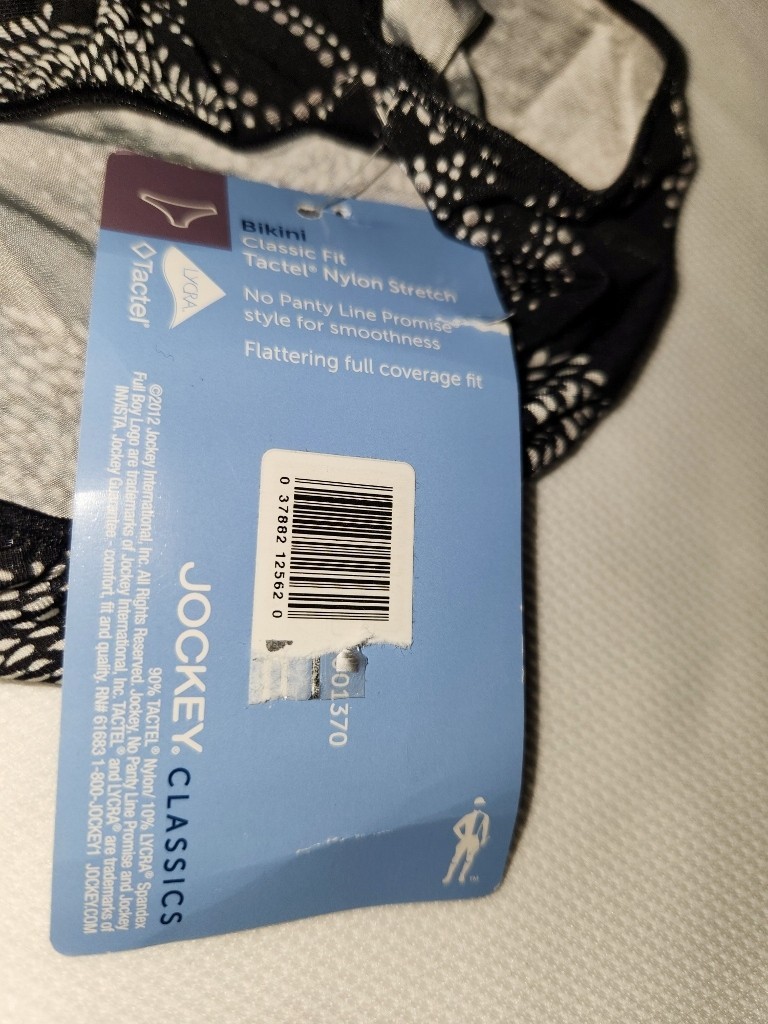 Bikini
Classic Fit
Tactel® Nylon Stretch
No Panty Line Promise®
style for smoothness
Flattering full coverage fit
LYCRA
Tactel®
0 37882 12562 0
001370
JOCKEY® CLASSICS
90% TACTEL® Nylon/ 10% LYCRA® Spandex
©2012 Jockey International, Inc. All Rights Reserved. Jockey, No Panty Line Promise and Jockey
Full Boy Logo are trademarks of Jockey International, Inc. TACTEL® and LYCRA® are trademarks of
INVISTA. Jockey Guarantee - comfort, fit and quality. RN# 61683 1-800-JOCKEY1 JOCKEY.COM